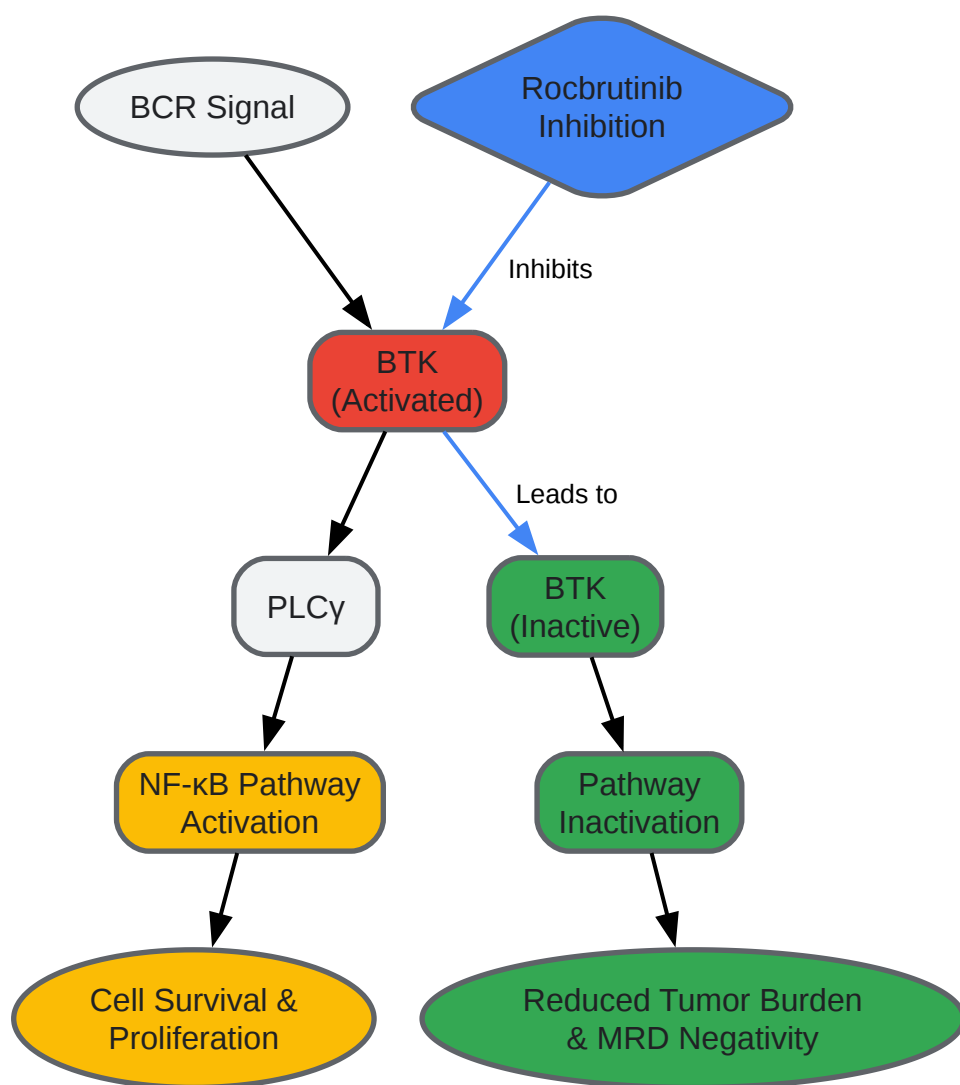 BCR Signal
Rocbrutinib
Inhibition
Inhibits
BTK
(Activated)
Leads to
PLCγ
BTK
(Inactive)
NF-κB Pathway
Activation
Pathway
Inactivation
Cell Survival &
Proliferation
Reduced Tumor Burden
& MRD Negativity